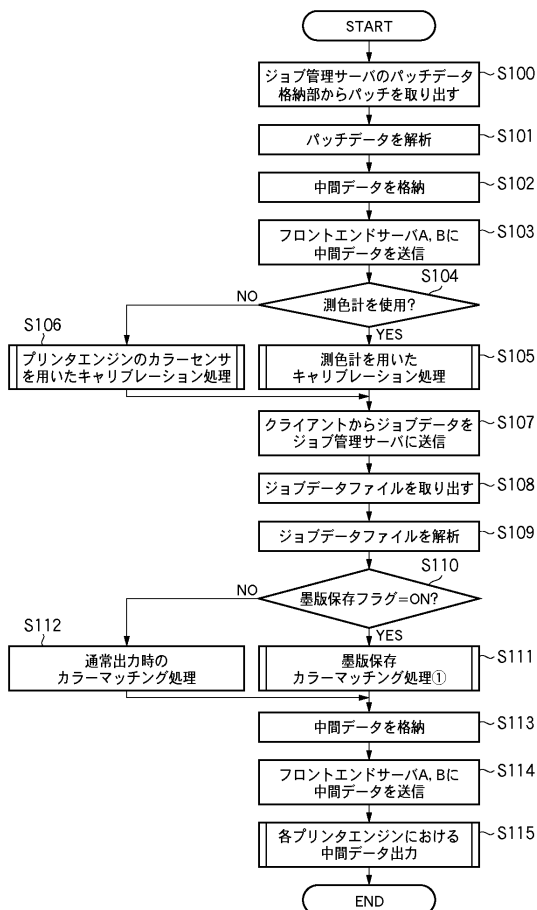 START
ジョブ管理サーバのパッチデータ
格納部からパッチを取り出す
S100
パッチデータを解析
S101
中間データを格納
S102
フロントエンドサーバA, Bに
中間データを送信
S103
S104
測色計を使用?
NO
YES
S106
プリンタエンジンのカラーセンサ
を用いたキャリブレーション処理
測色計を用いた
キャリブレーション処理
S105
クライアントからジョブデータを
ジョブ管理サーバに送信
S107
ジョブデータファイルを取り出す
S108
ジョブデータファイルを解析
S109
S110
墨版保存フラグ=ON?
NO
YES
S112
通常出力時の
カラーマッチング処理
墨版保存
カラーマッチング処理①
S111
中間データを格納
S113
フロントエンドサーバA, Bに
中間データを送信
S114
各プリンタエンジンにおける
中間データ出力
S115
END